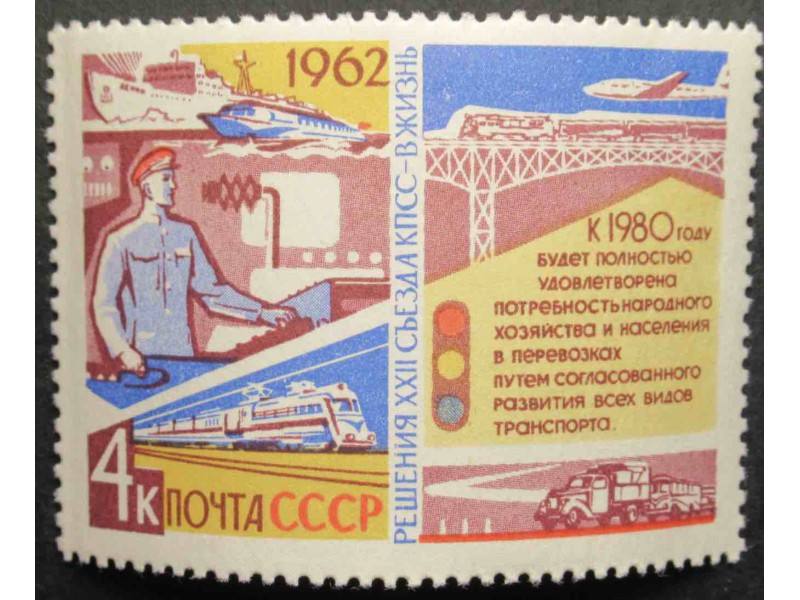 1962
4К ПОЧТА СССР
РЕШЕНИЯ XXII СЪЕЗДА КПСС–В ЖИЗНЬ
К 1980 ГОДУ
БУДЕТ ПОЛНОСТЬЮ
УДОВЛЕТВОРЕНА
ПОТРЕБНОСТЬ НАРОДНОГО
ХОЗЯЙСТВА И НАСЕЛЕНИЯ
В ПЕРЕВОЗКАХ
ПУТЕМ СОГЛАСОВАННОГО
РАЗВИТИЯ ВСЕХ ВИДОВ
ТРАНСПОРТА.